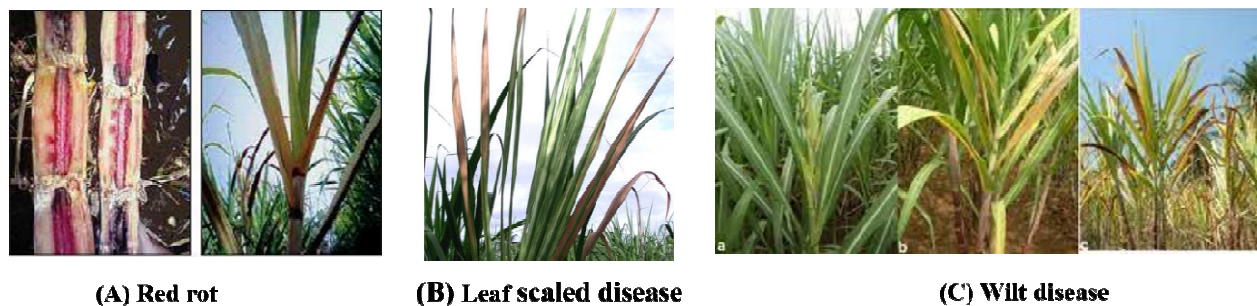 a
b
c
(A) Red rot
(B) Leaf scaled disease
(C) Wilt disease